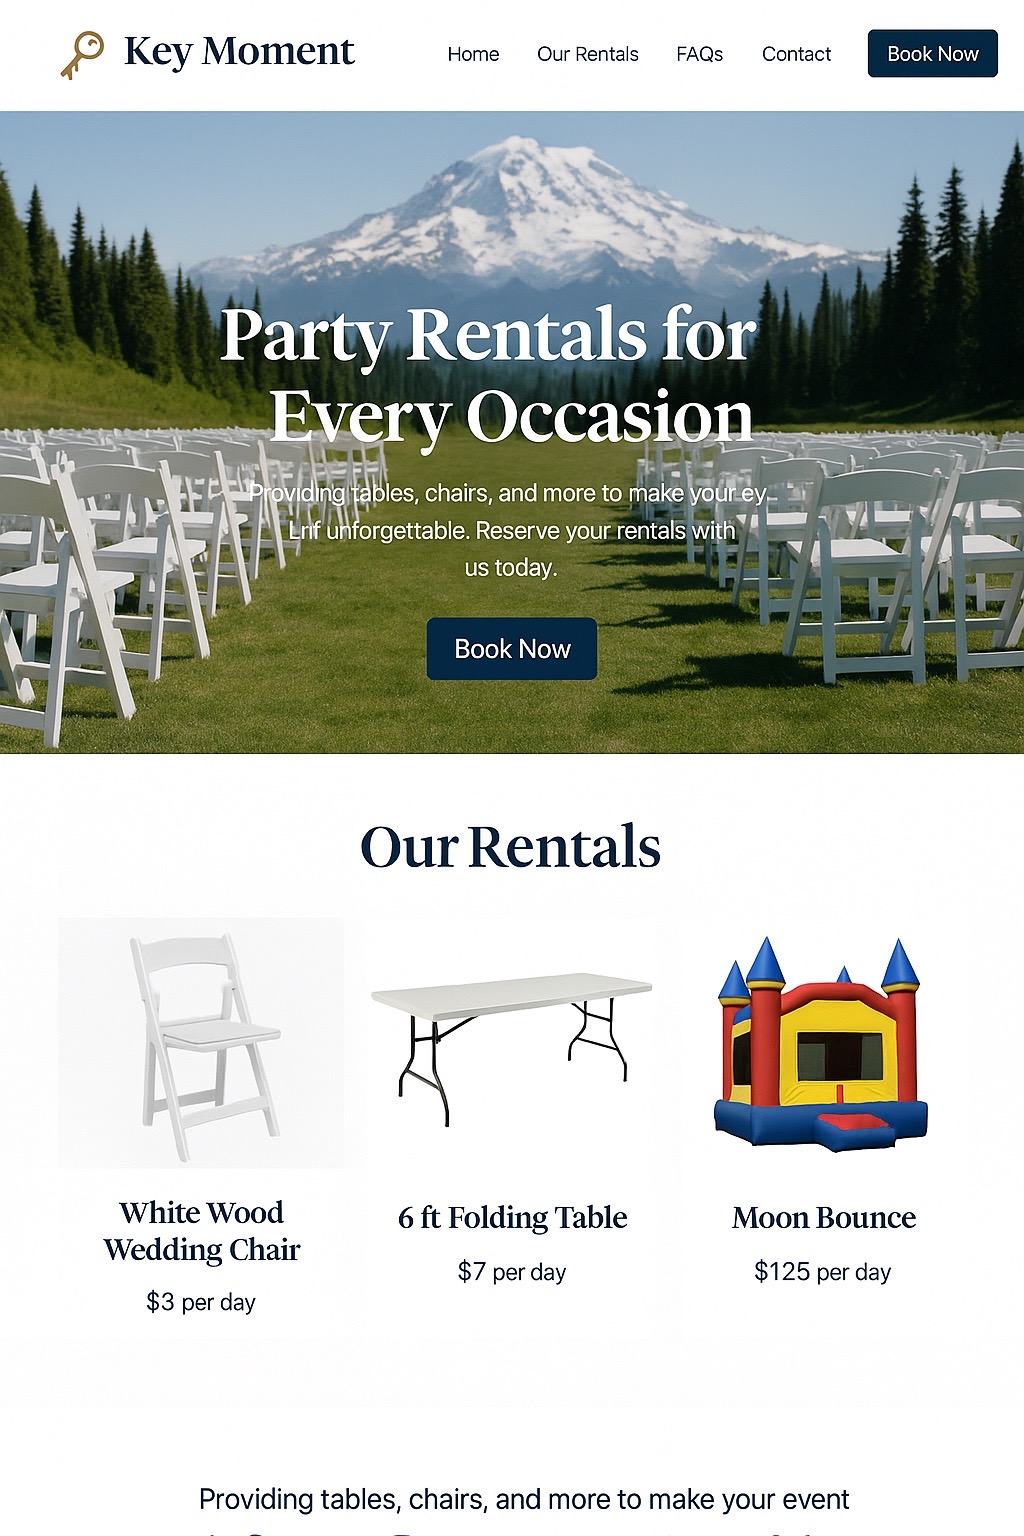 Key Moment
Home Our Rentals FAQs Contact Book Now
Party Rentals for
Every Occasion
Providing tables, chairs, and more to make your ey
unforgettable. Reserve your rentals with
us today.
Book Now
Our Rentals
White Wood
Wedding Chair
$3 per day
6 ft Folding Table
$7 per day
Moon Bounce
$125 per day
Providing tables, chairs, and more to make your event